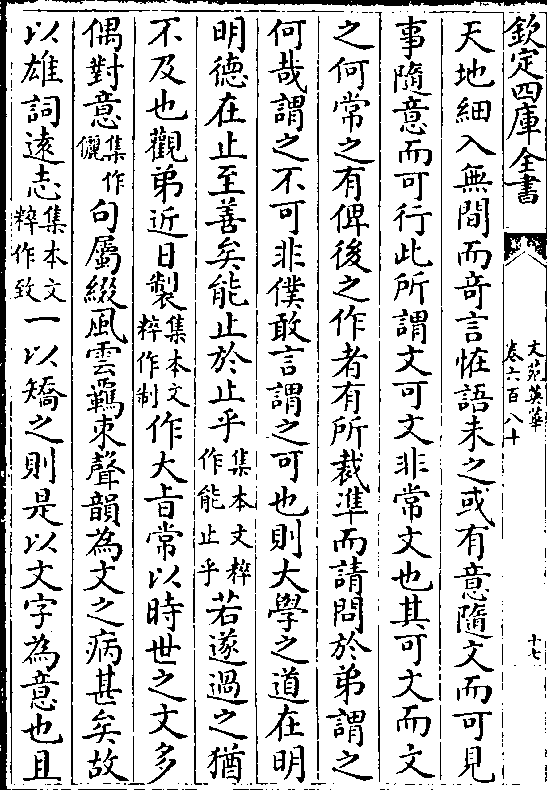 欽定四庫全書
文苑英華
卷六百八十
十七
天地細入無間而奇言恠語未之或有意隨文而可見
事隨意而可行此所謂文可文非常文也其可文而文
之何常之有俾後之作者有所裁準而請問於弟謂之
何哉謂之不可非僕敢言謂之可也則大學之道在明
明德在止至善矣能止於止乎集本文粹作能止乎若遂過之猶
不及也觀弟近日製集本文粹作制作大旨常以時世之文多
偶對意集作儷句屬綴風雲羈束聲韻為文之病甚矣故
以雄詞遠志集本文粹作致一以矯之則是以文字為意也且